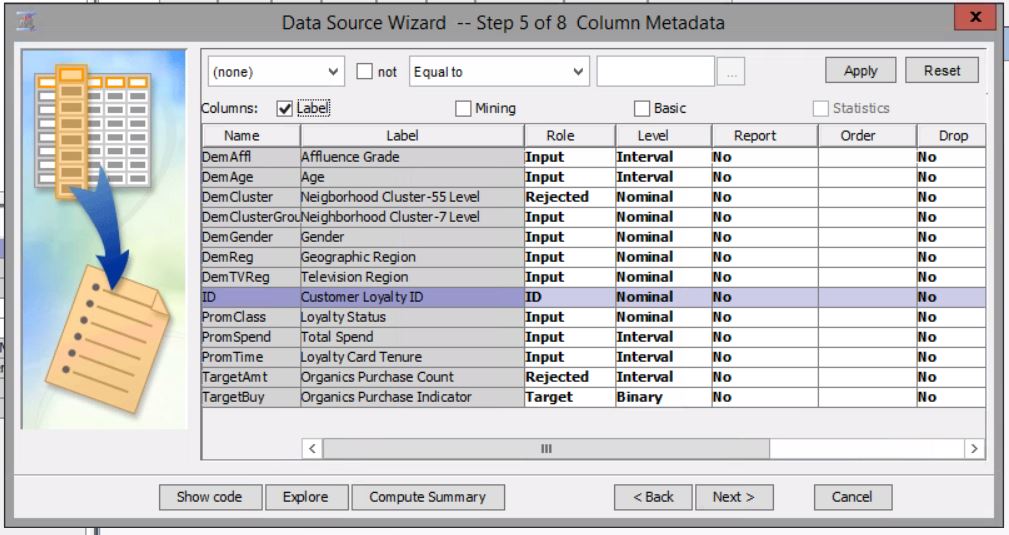 Data Source Wizard -- Step 5 of 8 Column Metadata
x
(none) not Equal to ... Apply Reset
Columns: Label Mining Basic Statistics
Name Label Role Level Report Order Drop
DemAffl Affluence Grade Input Interval No No
DemAge Age Input Interval No No
DemCluster Neigborhood Cluster-55 Level Rejected Nominal No No
DemClusterGrou Neighborhood Cluster-7 Level Input Nominal No No
DemGender Gender Input Nominal No No
DemReg Geographic Region Input Nominal No No
DemTVReg Television Region Input Nominal No No
ID Customer Loyalty ID ID Nominal No No
PromClass Loyalty Status Input Nominal No No
PromSpend Total Spend Input Interval No No
PromTime Loyalty Card Tenure Input Interval No No
TargetAmt Organics Purchase Count Rejected Interval No No
TargetBuy Organics Purchase Indicator Target Binary No No
Show code Explore Compute Summary < Back Next > Cancel